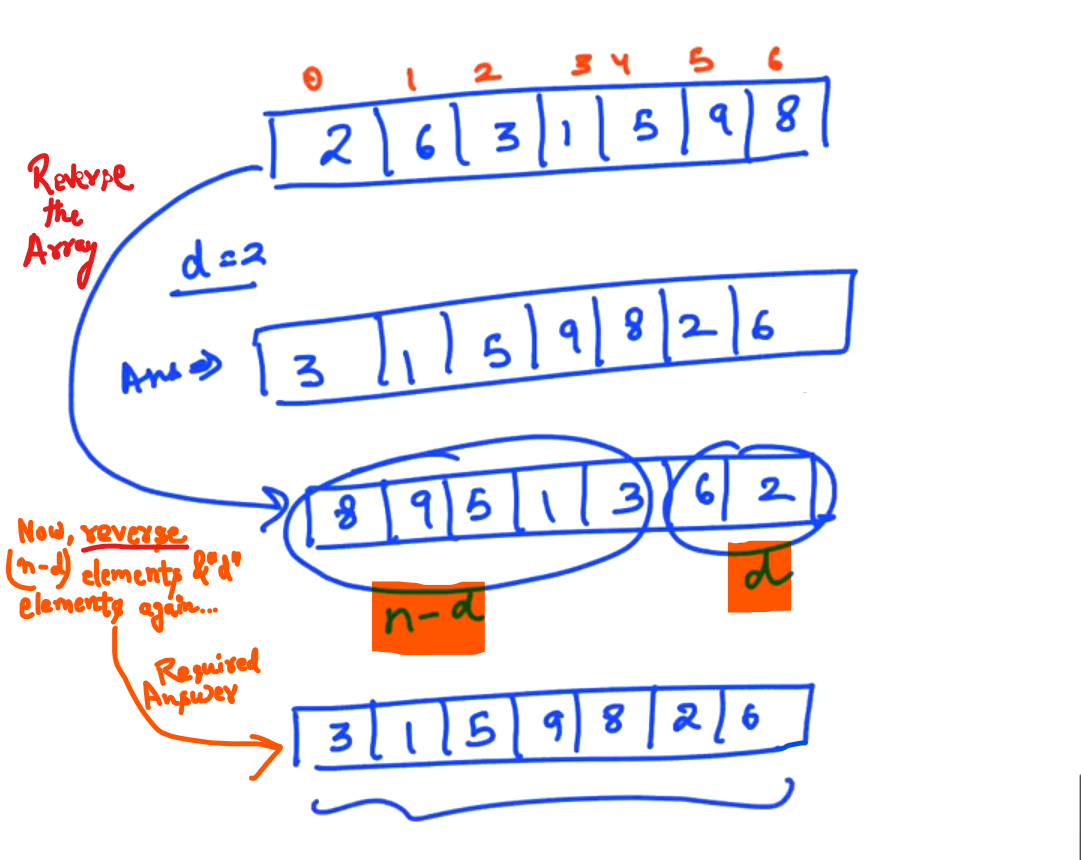 0 1 2 3 4 5 6
2 6 3 1 5 9 8
Reverse
the
Array
d=2
Ans ⇒ 3 1 5 9 8 2 6
8 9 5 1 3 6 2
Now, reverse
(n-d) elements & "d"
elements again...
n-d
d
Required
Answer
3 1 5 9 8 2 6